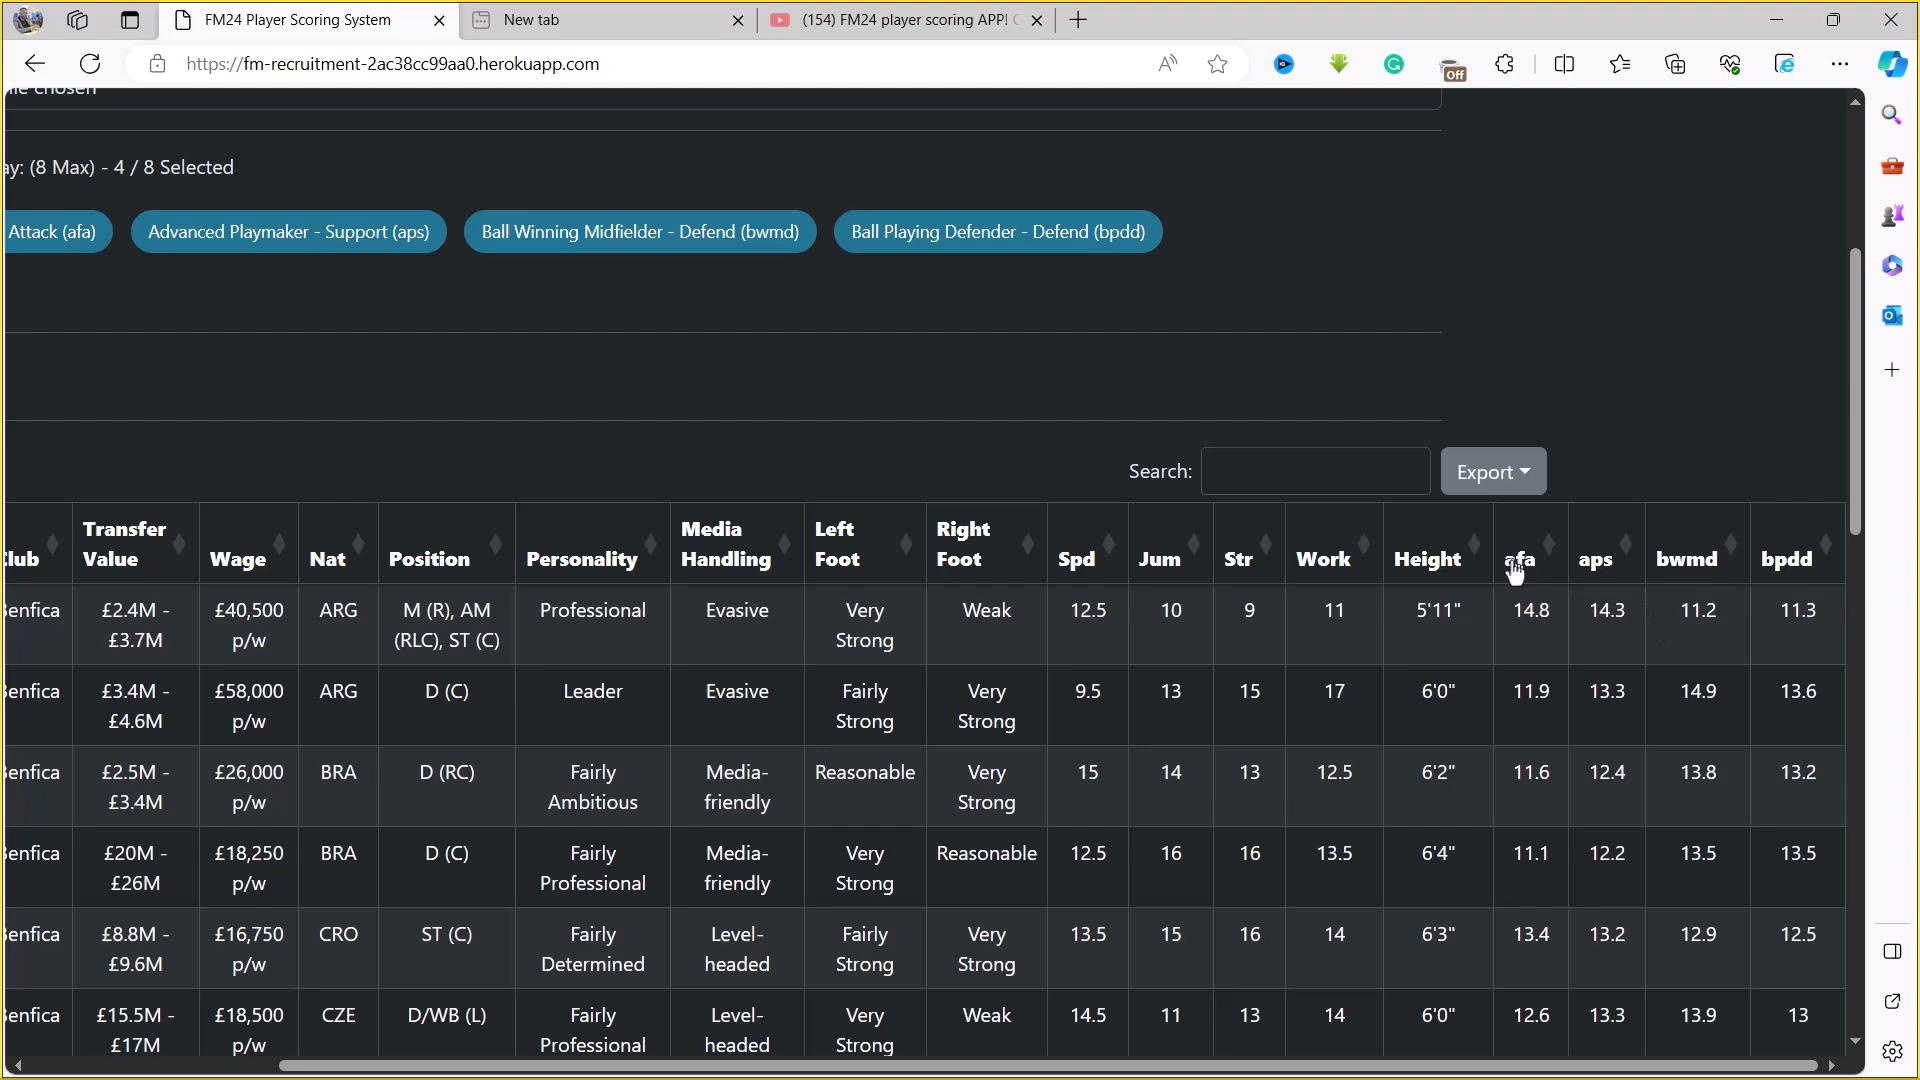 FM24 Player Scoring System
New tab
(154) FM24 player scoring APP!
https://fm-recruitment-2ac38cc99aa0.herokuapp.com
Off
chosen
ay: (8 Max) - 4 / 8 Selected
Attack (afa)
Advanced Playmaker - Support (aps)
Ball Winning Midfielder - Defend (bwmd)
Ball Playing Defender - Defend (bpdd)
Search:
Export
lub Transfer Value Wage Nat Position Personality Media Handling Left Foot Right Foot Spd Jum Str Work Height afa aps bwmd bpdd
enfica £2.4M - £3.7M £40,500 p/w ARG M (R), AM (RLC), ST (C) Professional Evasive Very Strong Weak 12.5 10 9 11 5'11" 14.8 14.3 11.2 11.3
enfica £3.4M - £4.6M £58,000 p/w ARG D (C) Leader Evasive Fairly Strong Very Strong 9.5 13 15 17 6'0" 11.9 13.3 14.9 13.6
enfica £2.5M - £3.4M £26,000 p/w BRA D (RC) Fairly Ambitious Media-friendly Reasonable Very Strong 15 14 13 12.5 6'2" 11.6 12.4 13.8 13.2
enfica £20M - £26M £18,250 p/w BRA D (C) Fairly Professional Media-friendly Very Strong Reasonable 12.5 16 16 13.5 6'4" 11.1 12.2 13.5 13.5
enfica £8.8M - £9.6M £16,750 p/w CRO ST (C) Fairly Determined Level-headed Fairly Strong Very Strong 13.5 15 16 14 6'3" 13.4 13.2 12.9 12.5
enfica £15.5M - £17M £18,500 p/w CZE D/WB (L) Fairly Professional Level-headed Very Strong Weak 14.5 11 13 14 6'0" 12.6 13.3 13.9 13